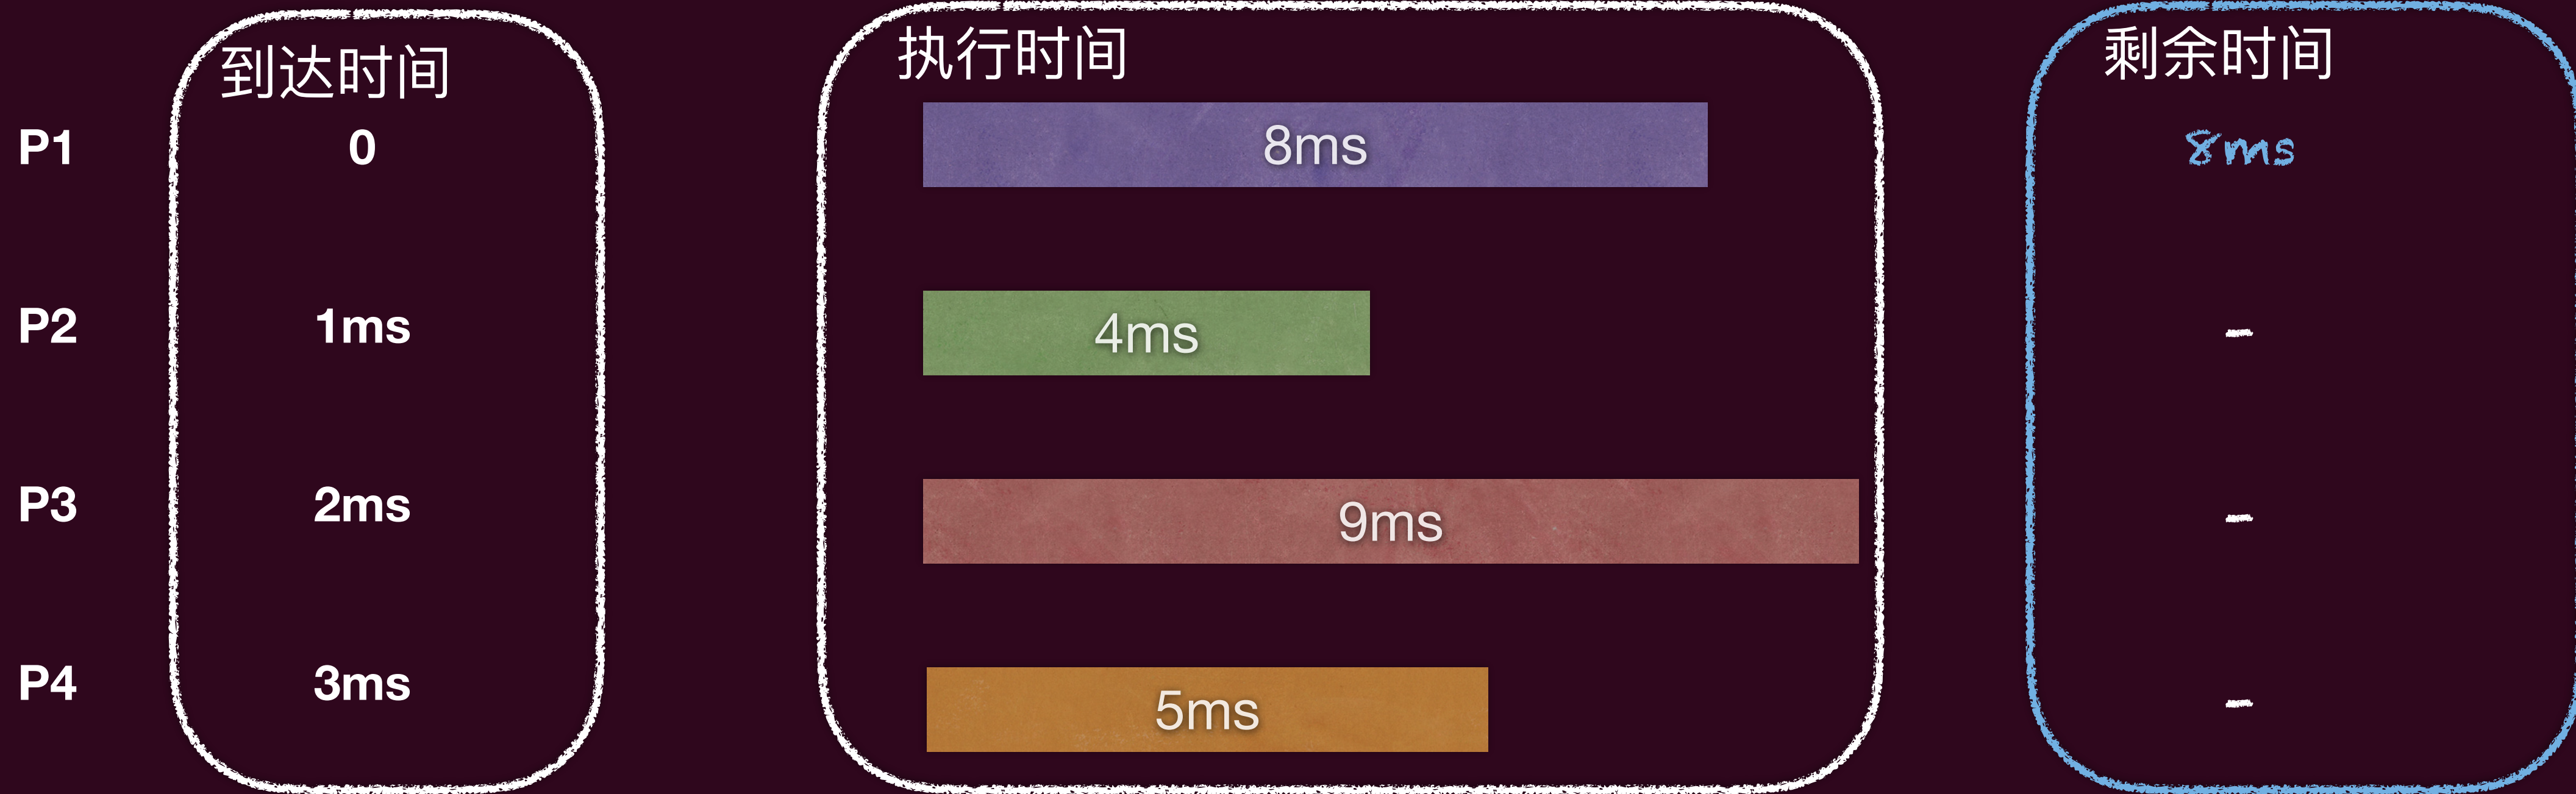 到达时间 执行时间 剩余时间
P1 0 8ms 8ms
P2 1ms 4ms -
P3 2ms 9ms -
P4 3ms 5ms -